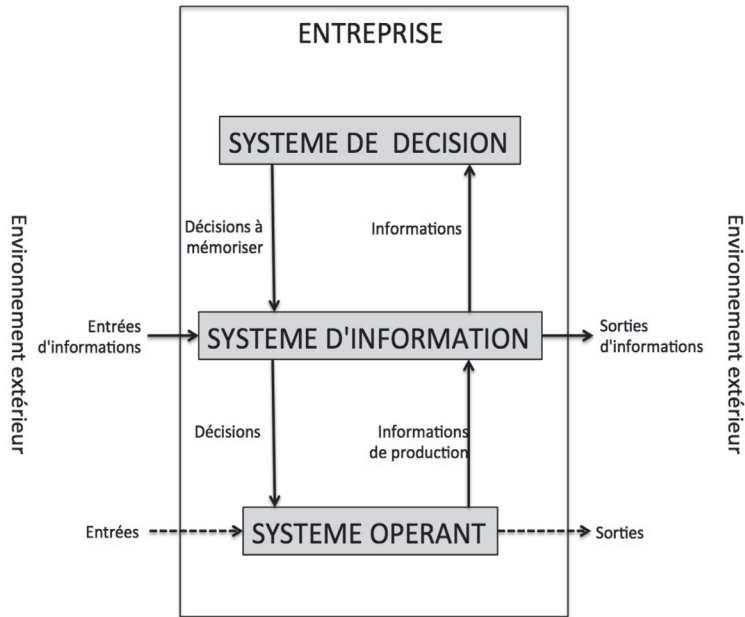 ENTREPRISE
SYSTEME DE DECISION
Décisions à
mémoriser
Informations
Environnement extérieur
Environnement extérieur
Entrées
d'informations
SYSTEME D'INFORMATION
Sorties
d'informations
Décisions
Informations
de production
Entrées
SYSTEME OPERANT
Sorties